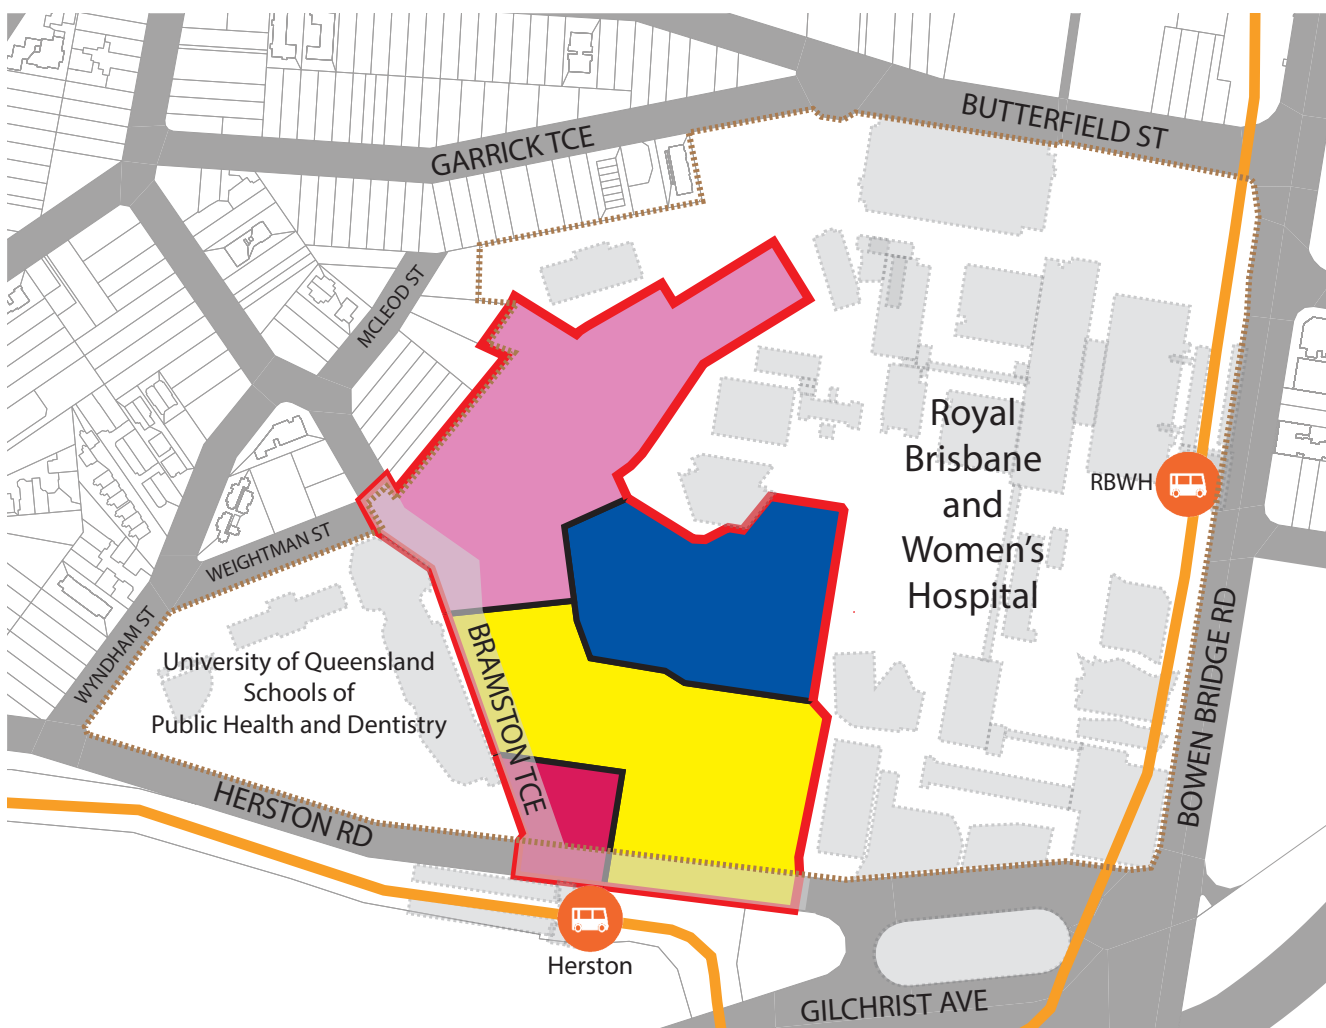 BUTTERFIELD ST
GARRICK TCE
MCLEOD ST
Royal
Brisbane
and
Women's
Hospital
RBWH
WEIGHTMAN ST
WYNDHAM ST
University of Queensland
Schools of
Public Health and Dentistry
BRAMSTON TCE
BOWEN BRIDGE RD
HERSTON RD
Herston
GILCHRIST AVE